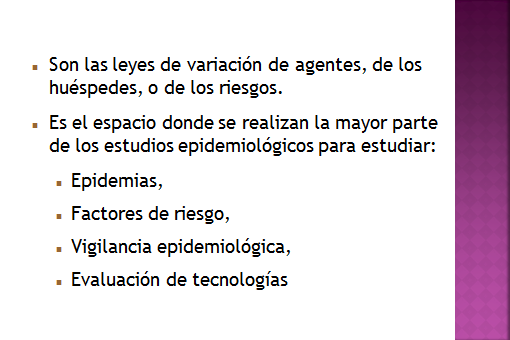 Son las leyes de variación de agentes, de los
huéspedes, o de los riesgos.
Es el espacio donde se realizan la mayor parte
de los estudios epidemiológicos para estudiar:
Epidemias,
Factores de riesgo,
Vigilancia epidemiológica,
Evaluación de tecnologías